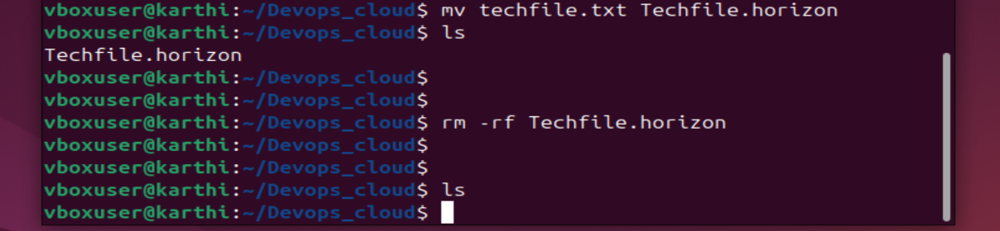 vboxuser@karthi:~/Devops_cloud$ mv techfile.txt Techfile.horizon
vboxuser@karthi:~/Devops_cloud$ ls
Techfile.horizon
vboxuser@karthi:~/Devops_cloud$
vboxuser@karthi:~/Devops_cloud$
vboxuser@karthi:~/Devops_cloud$ rm -rf Techfile.horizon
vboxuser@karthi:~/Devops_cloud$
vboxuser@karthi:~/Devops_cloud$
vboxuser@karthi:~/Devops_cloud$ ls
vboxuser@karthi:~/Devops_cloud$